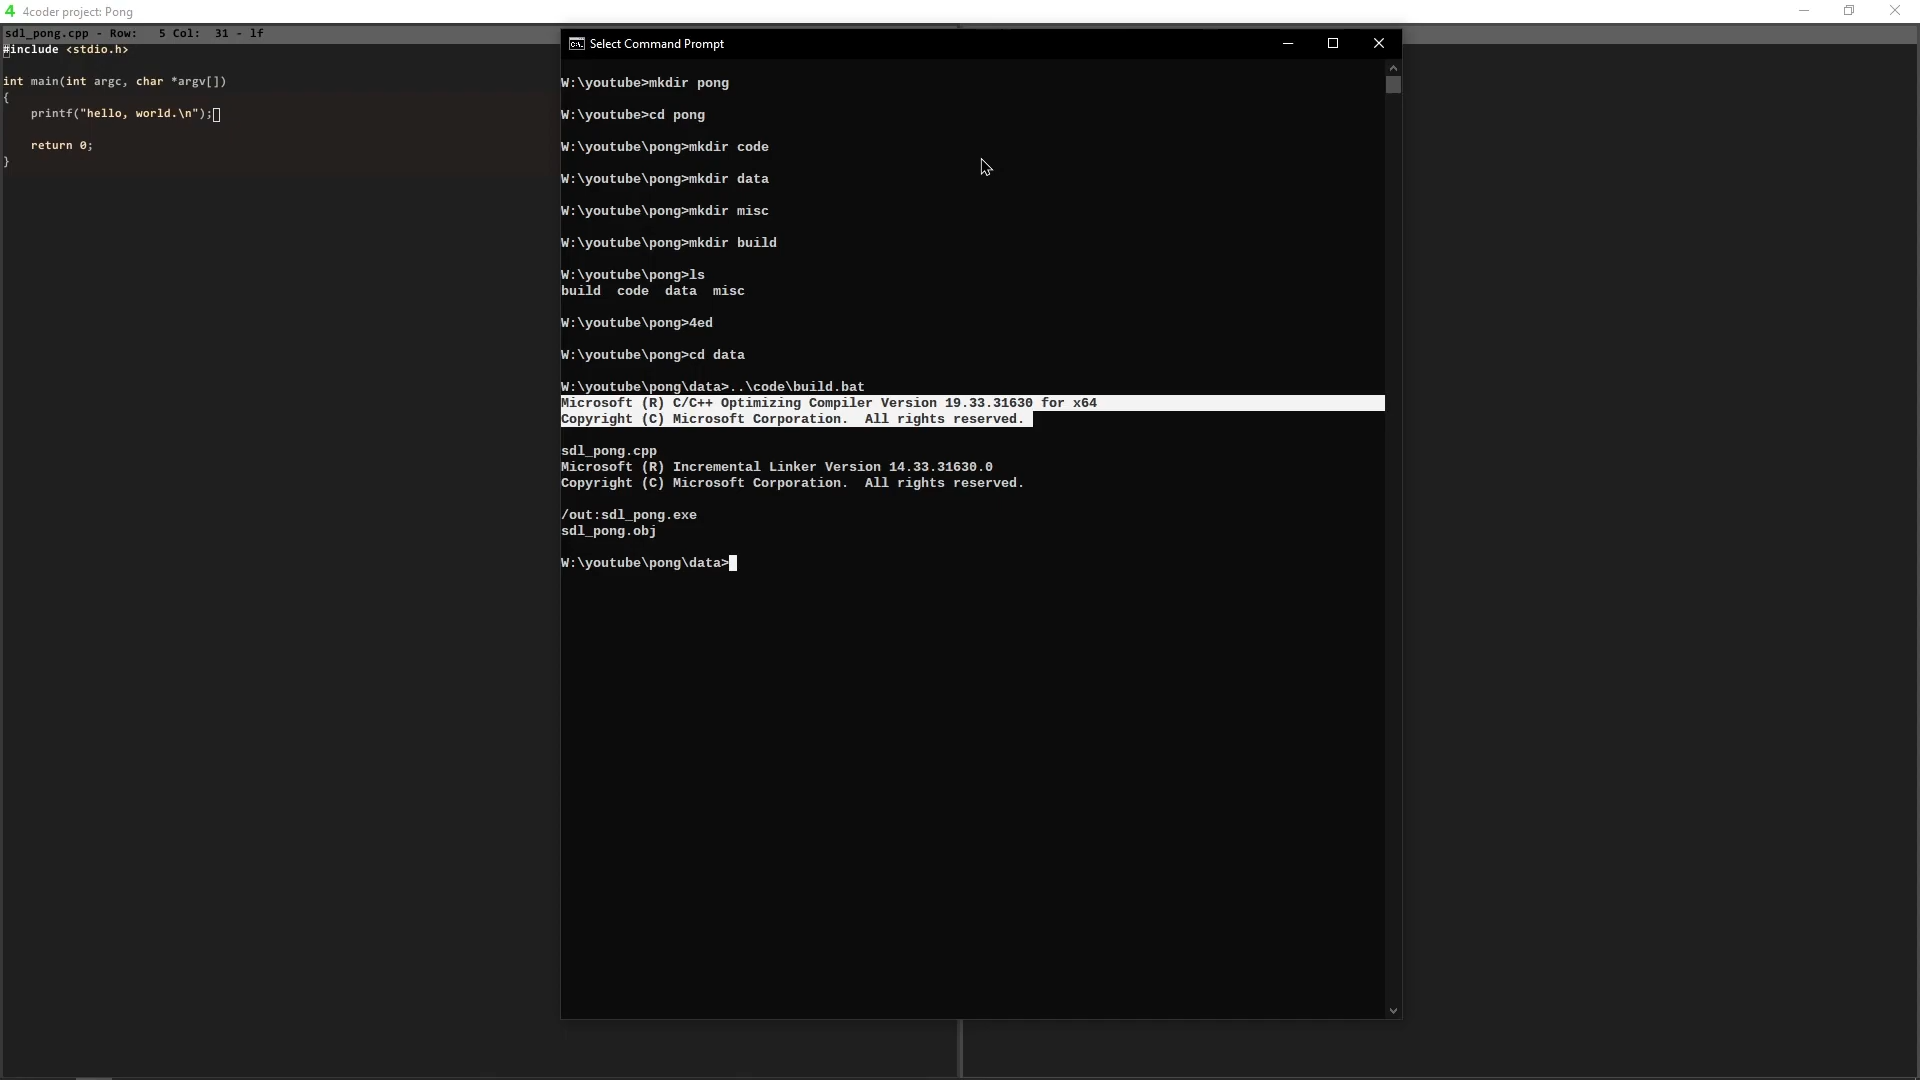 4 4coder project: Pong
sdl_pong.cpp - Row:   5 Col:  31 - lf
#include <stdio.h>
int main(int argc, char *argv[])
{
    printf("hello, world.\n");
    return 0;
}
Select Command Prompt
W:\youtube>mkdir pong
W:\youtube>cd pong
W:\youtube\pong>mkdir code
W:\youtube\pong>mkdir data
W:\youtube\pong>mkdir misc
W:\youtube\pong>mkdir build
W:\youtube\pong>ls
build  code  data  misc
W:\youtube\pong>4ed
W:\youtube\pong>cd data
W:\youtube\pong\data>..\code\build.bat
Microsoft (R) C/C++ Optimizing Compiler Version 19.33.31630 for x64
Copyright (C) Microsoft Corporation.  All rights reserved.
sdl_pong.cpp
Microsoft (R) Incremental Linker Version 14.33.31630.0
Copyright (C) Microsoft Corporation.  All rights reserved.
/out:sdl_pong.exe
sdl_pong.obj
W:\youtube\pong\data>